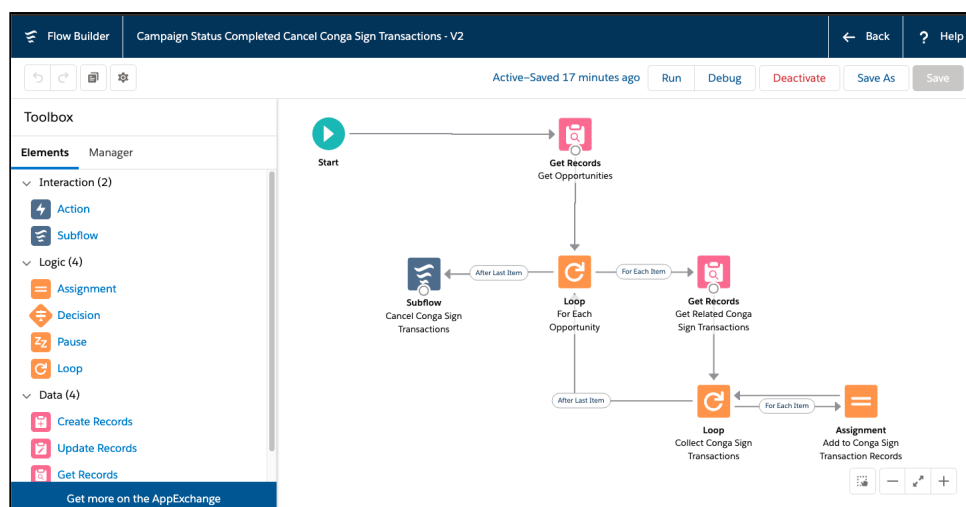 Flow Builder
Campaign Status Completed Cancel Conga Sign Transactions - V2
Back
? Help
Active–Saved 17 minutes ago
Run
Debug
Deactivate
Save As
Save
Toolbox
Elements
Manager
Interaction (2)
Action
Subflow
Logic (4)
Assignment
Decision
Pause
Loop
Data (4)
Create Records
Update Records
Get Records
Get more on the AppExchange
Start
Get Records
Get Opportunities
After Last Item
For Each Item
Subflow
Cancel Conga Sign
Transactions
Loop
For Each
Opportunity
Get Records
Get Related Conga
Sign Transactions
After Last Item
For Each Item
Loop
Collect Conga Sign
Transactions
Assignment
Add to Conga Sign
Transaction Records